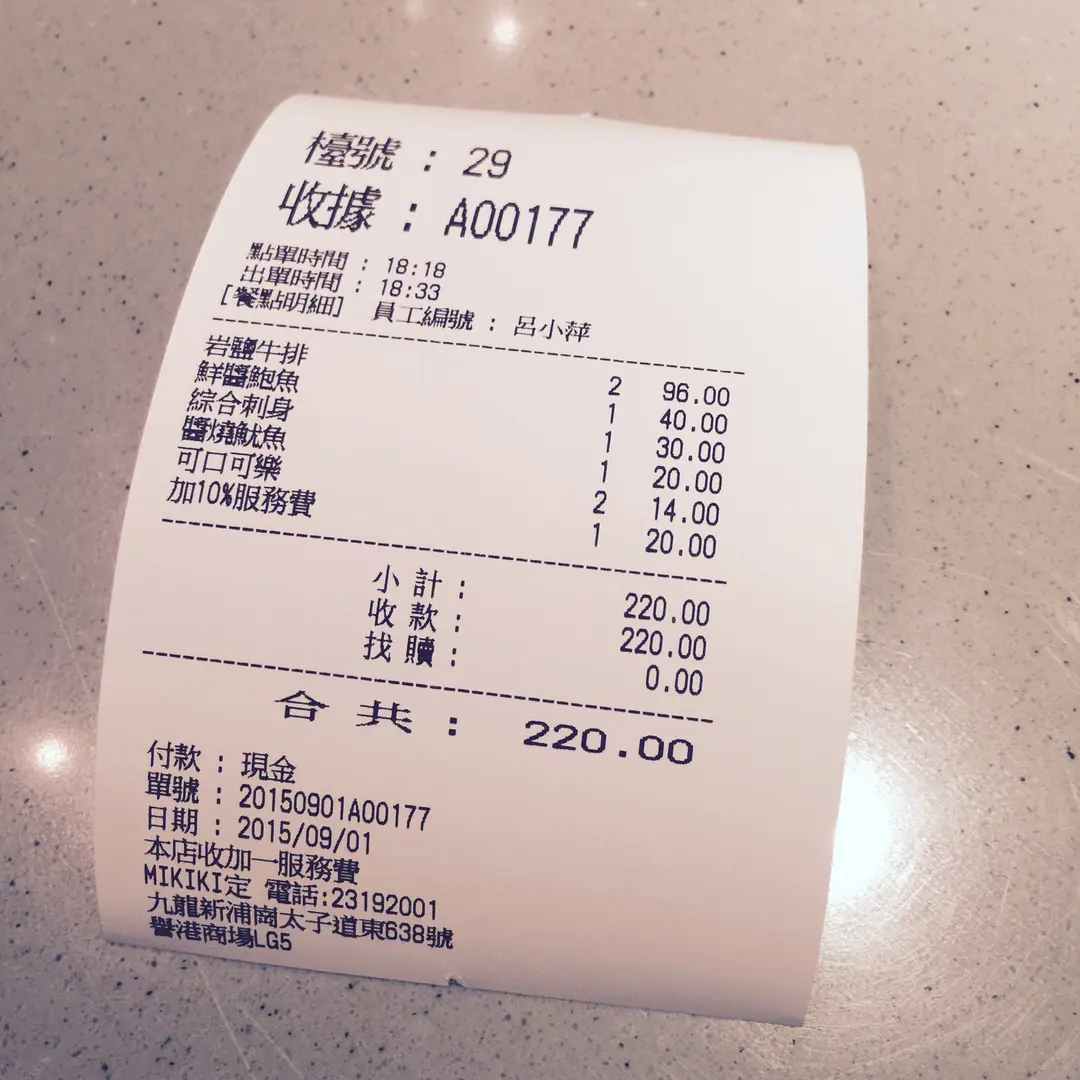 檯號 : 29
收據 : A00177
點單時間 : 18:18
出單時間 : 18:33
[餐點明細] 員工編號 : 呂小萍
岩鹽牛排 2 96.00
鮮醬鮑魚 1 40.00
綜合刺身 1 30.00
醬燒魷魚 1 20.00
可口可樂 2 14.00
加10%服務費 1 20.00
小計 : 220.00
收款 : 220.00
找贖 : 0.00
合共 : 220.00
付款 : 現金
單號 : 20150901A00177
日期 : 2015/09/01
本店收加一服務費
MIKIKI定 電話:23192001
九龍新浦崗太子道東638號
譽港商場LG5